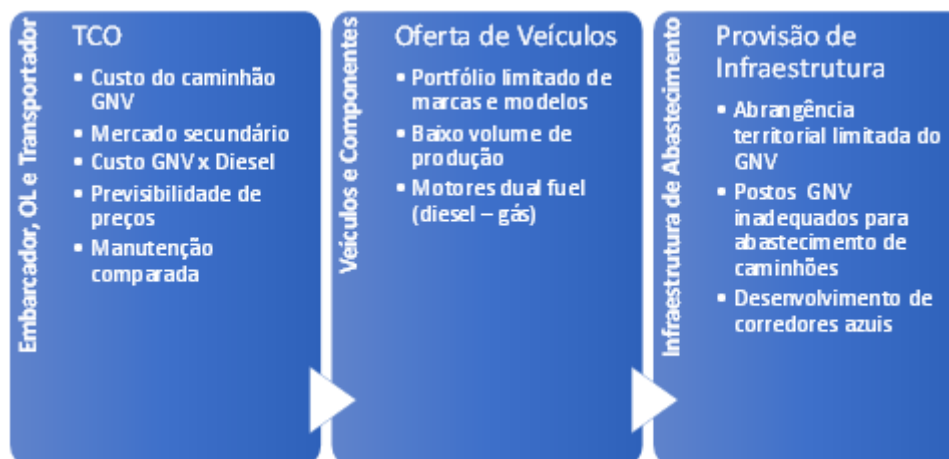 Embarcador, OL e Transportador
TCO
▪ Custo do caminhão
GNV
▪ Mercado secundário
▪ Custo GNV x Diesel
▪ Previsibilidade de
preços
▪ Manutenção
comparada
Veículos e Componentes
Oferta de Veículos
▪ Portfólio limitado de
marcas e modelos
▪ Baixo volume de
produção
▪ Motores dual fuel
(diesel – gás)
Infraestrutura de Abastecimento
Provisão de
Infraestrutura
▪ Abrangência
territorial limitada do
GNV
▪ Postos GNV
inadequados para
abastecimento de
caminhões
▪ Desenvolvimento de
corredores azuis